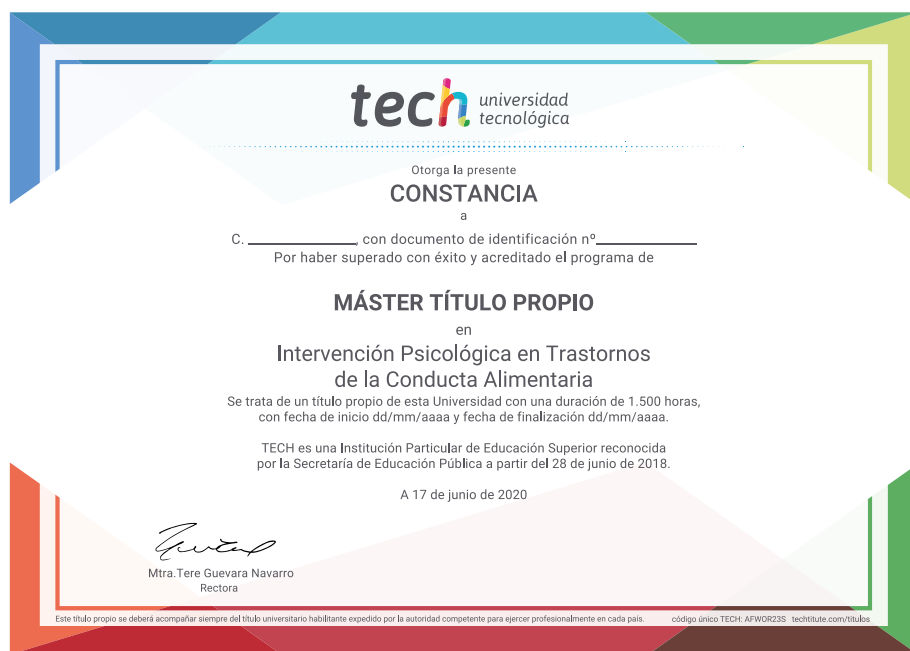 tech universidad
tecnológica
Otorga la presente
CONSTANCIA
a
C. ____________, con documento de identificación nº____________
Por haber superado con éxito y acreditado el programa de
MÁSTER TÍTULO PROPIO
en
Intervención Psicológica en Trastornos
de la Conducta Alimentaria
Se trata de un título propio de esta Universidad con una duración de 1.500 horas,
con fecha de inicio dd/mm/aaaa y fecha de finalización dd/mm/aaaa.
TECH es una Institución Particular de Educación Superior reconocida
por la Secretaría de Educación Pública a partir del 28 de junio de 2018.
A 17 de junio de 2020
Mtra.Tere Guevara Navarro
Rectora
Este título propio se deberá acompañar siempre del título universitario habilitante expedido por la autoridad competente para ejercer profesionalmente en cada país. código único TECH: AFWOR23S techtitute.com/titulos